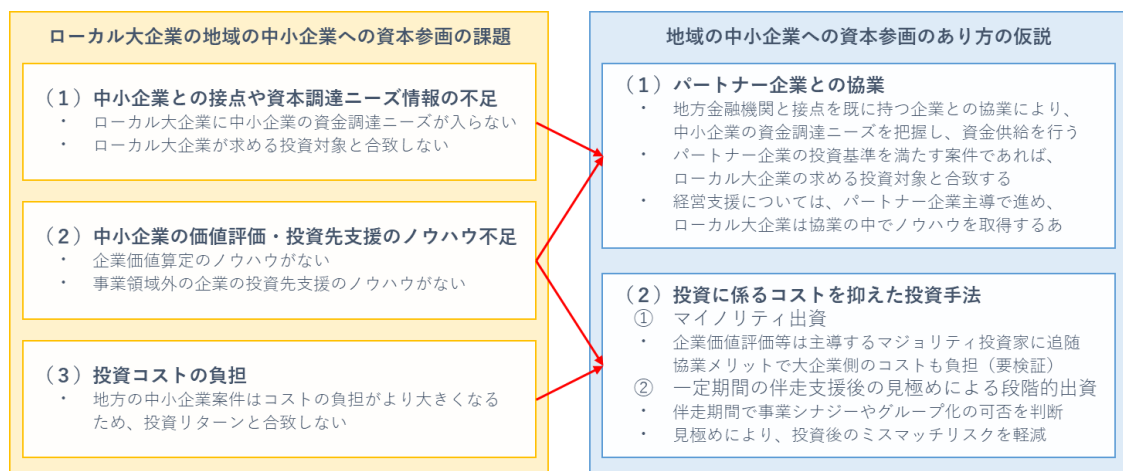 ローカル大企業の地域の中小企業への資本参画の課題
（１）中小企業との接点や資本調達ニーズ情報の不足
・ ローカル大企業に中小企業の資金調達ニーズが入らない
・ ローカル大企業が求める投資対象と合致しない
（２）中小企業の価値評価・投資先支援のノウハウ不足
・ 企業価値算定のノウハウがない
・ 事業領域外の企業の投資先支援のノウハウがない
（３）投資コストの負担
・ 地方の中小企業案件はコストの負担がより大きくなる
ため、投資リターンと合致しない
地域の中小企業への資本参画のあり方の仮説
（１）パートナー企業との協業
・ 地方金融機関と接点を既に持つ企業との協業により、
中小企業の資金調達ニーズを把握し、資金供給を行う
・ パートナー企業の投資基準を満たす案件であれば、
ローカル大企業の求める投資対象と合致する
・ 経営支援については、パートナー企業主導で進め、
ローカル大企業は協業の中でノウハウを取得するあ
（２）投資に係るコストを抑えた投資手法
① マイノリティ出資
・ 企業価値評価等は主導するマジョリティ投資家に追随
協業メリットで大企業側のコストも負担（要検証）
② 一定期間の伴走支援後の見極めによる段階的出資
・ 伴走期間で事業シナジーやグループ化の可否を判断
・ 見極めにより、投資後のミスマッチリスクを軽減